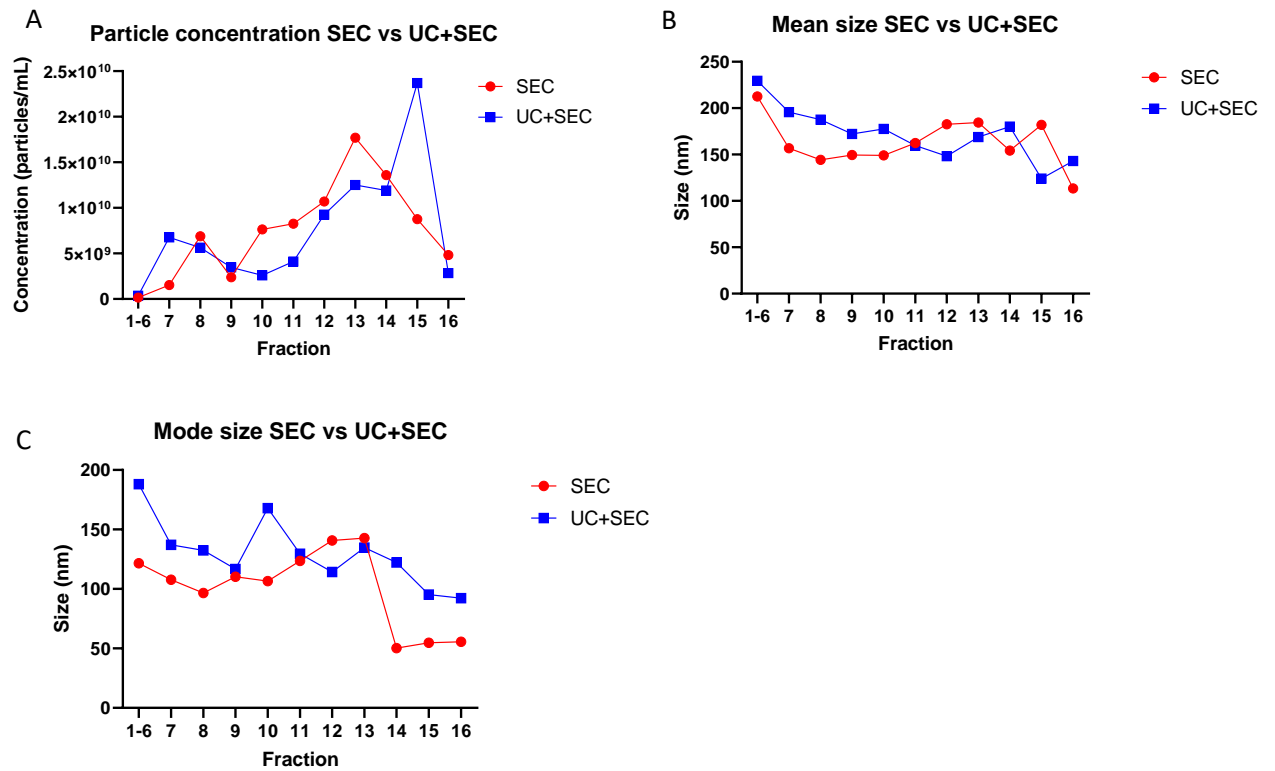 A
Particle concentration SEC vs UC+SEC
Concentration (particles/mL)
2.5×10¹⁰
2×10¹⁰
1.5×10¹⁰
1×10¹⁰
5×10⁹
0
1-6 7 8 9 10 11 12 13 14 15 16
Fraction
SEC
UC+SEC
B
Mean size SEC vs UC+SEC
Size (nm)
250
200
150
100
50
0
1-6 7 8 9 10 11 12 13 14 15 16
Fraction
SEC
UC+SEC
C
Mode size SEC vs UC+SEC
Size (nm)
200
150
100
50
0
1-6 7 8 9 10 11 12 13 14 15 16
Fraction
SEC
UC+SEC